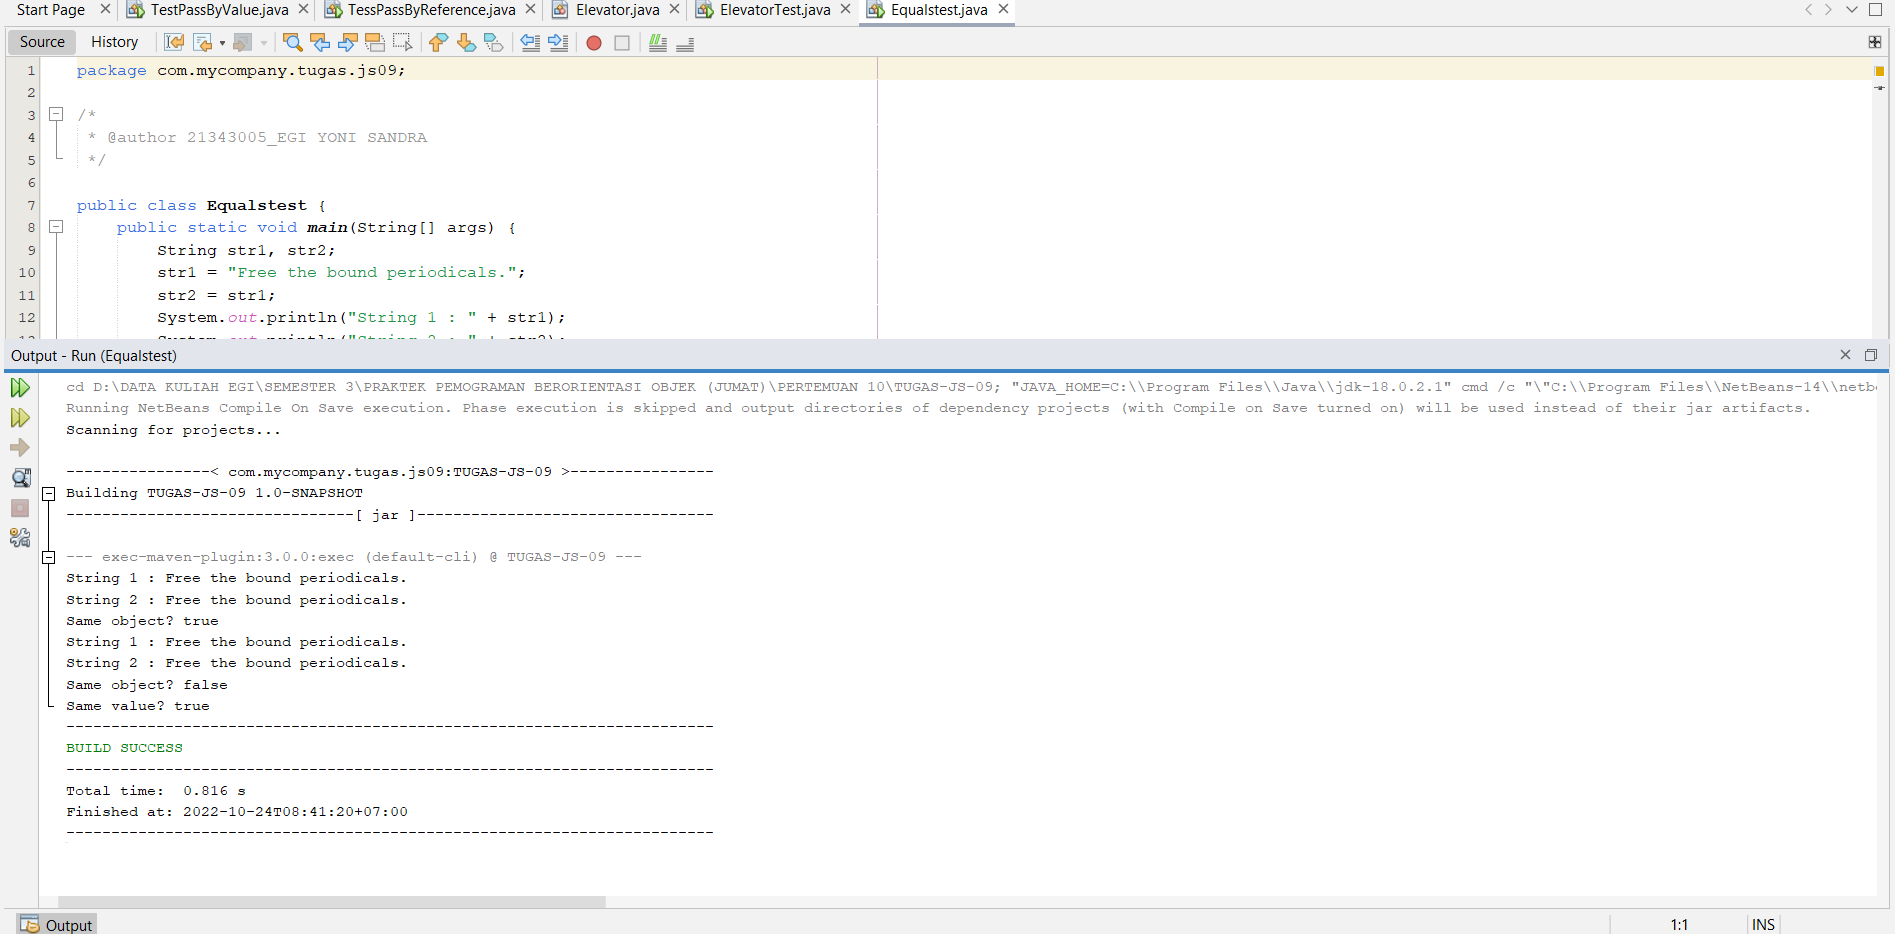 Start Page TestPassByValue.java TessPassByReference.java Elevator.java ElevatorTest.java Equalstest.java
Source History
1 package com.mycompany.tugas.js09;
2
3 /*
4 * @author 21343005_EGI YONI SANDRA
5 */
6
7 public class Equalstest {
8 public static void main(String[] args) {
9 String str1, str2;
10 str1 = "Free the bound periodicals.";
11 str2 = str1;
12 System.out.println("String 1 : " + str1);
System.out.println("String 2 : " + str2);
Output - Run (Equalstest)
cd D:\DATA KULIAH EGI\SEMESTER 3\PRAKTEK PEMOGRAMAN BERORIENTASI OBJEK (JUMAT)\PERTEMUAN 10\TUGAS-JS-09; "JAVA_HOME=C:\\Program Files\\Java\\jdk-18.0.2.1" cmd /c "\"C:\\Program Files\\NetBeans-14\\netb
Running NetBeans Compile On Save execution. Phase execution is skipped and output directories of dependency projects (with Compile on Save turned on) will be used instead of their jar artifacts.
Scanning for projects...
----------------< com.mycompany.tugas.js09:TUGAS-JS-09 >----------------
Building TUGAS-JS-09 1.0-SNAPSHOT
--------------------------------[ jar ]---------------------------------
--- exec-maven-plugin:3.0.0:exec (default-cli) @ TUGAS-JS-09 ---
String 1 : Free the bound periodicals.
String 2 : Free the bound periodicals.
Same object? true
String 1 : Free the bound periodicals.
String 2 : Free the bound periodicals.
Same object? false
Same value? true
------------------------------------------------------------------------
BUILD SUCCESS
------------------------------------------------------------------------
Total time:  0.816 s
Finished at: 2022-10-24T08:41:20+07:00
------------------------------------------------------------------------
Output 1:1 INS